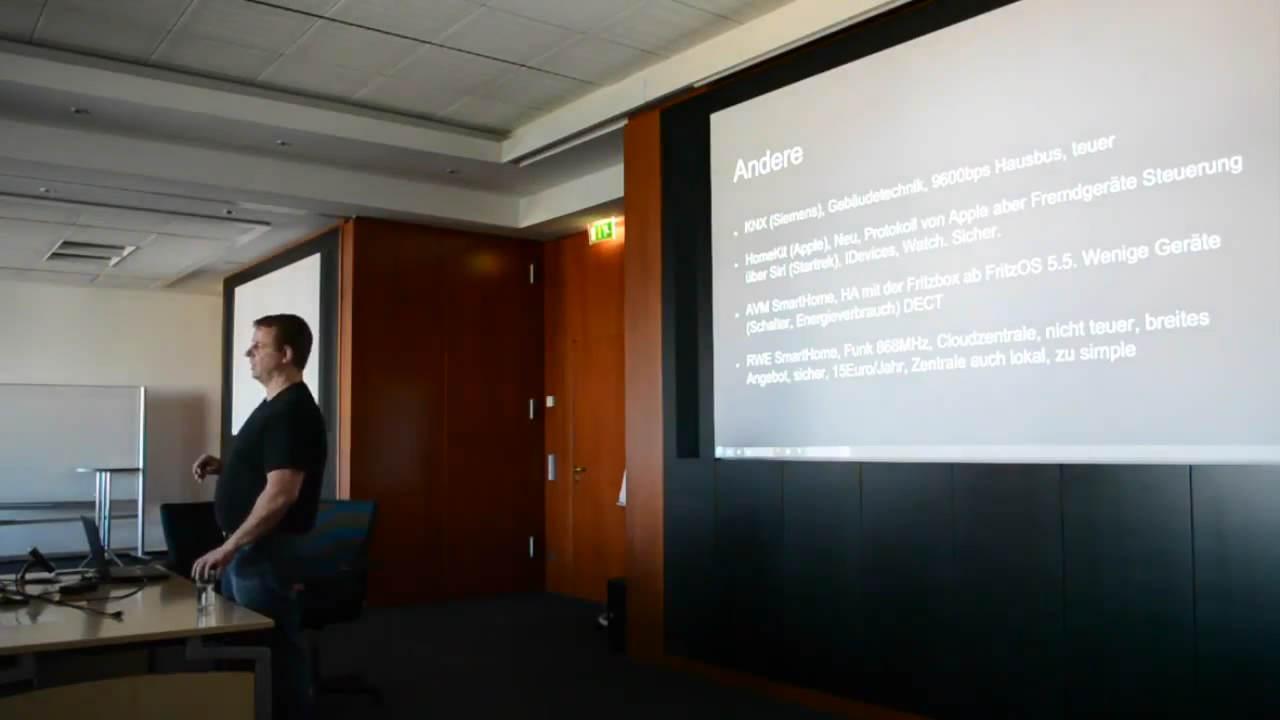 Andere
KNX (Siemens), Gebäudetechnik, 9600bps Hausbus, teuer
HomeKit (Apple), Neu, Protokoll von Apple aber Fremdgeräte Steuerung
über Siri (Startrek), iDevices, Watch. Sicher.
AVM SmartHome, HA mit der Fritzbox ab FritzOS 5.5. Wenige Geräte
(Schalter, Energieverbrauch) DECT
RWE SmartHome, Funk 868MHz, Cloudzentrale, nicht teuer, breites
Angebot, sicher, 15Euro/Jahr, Zentrale auch lokal, zu simple